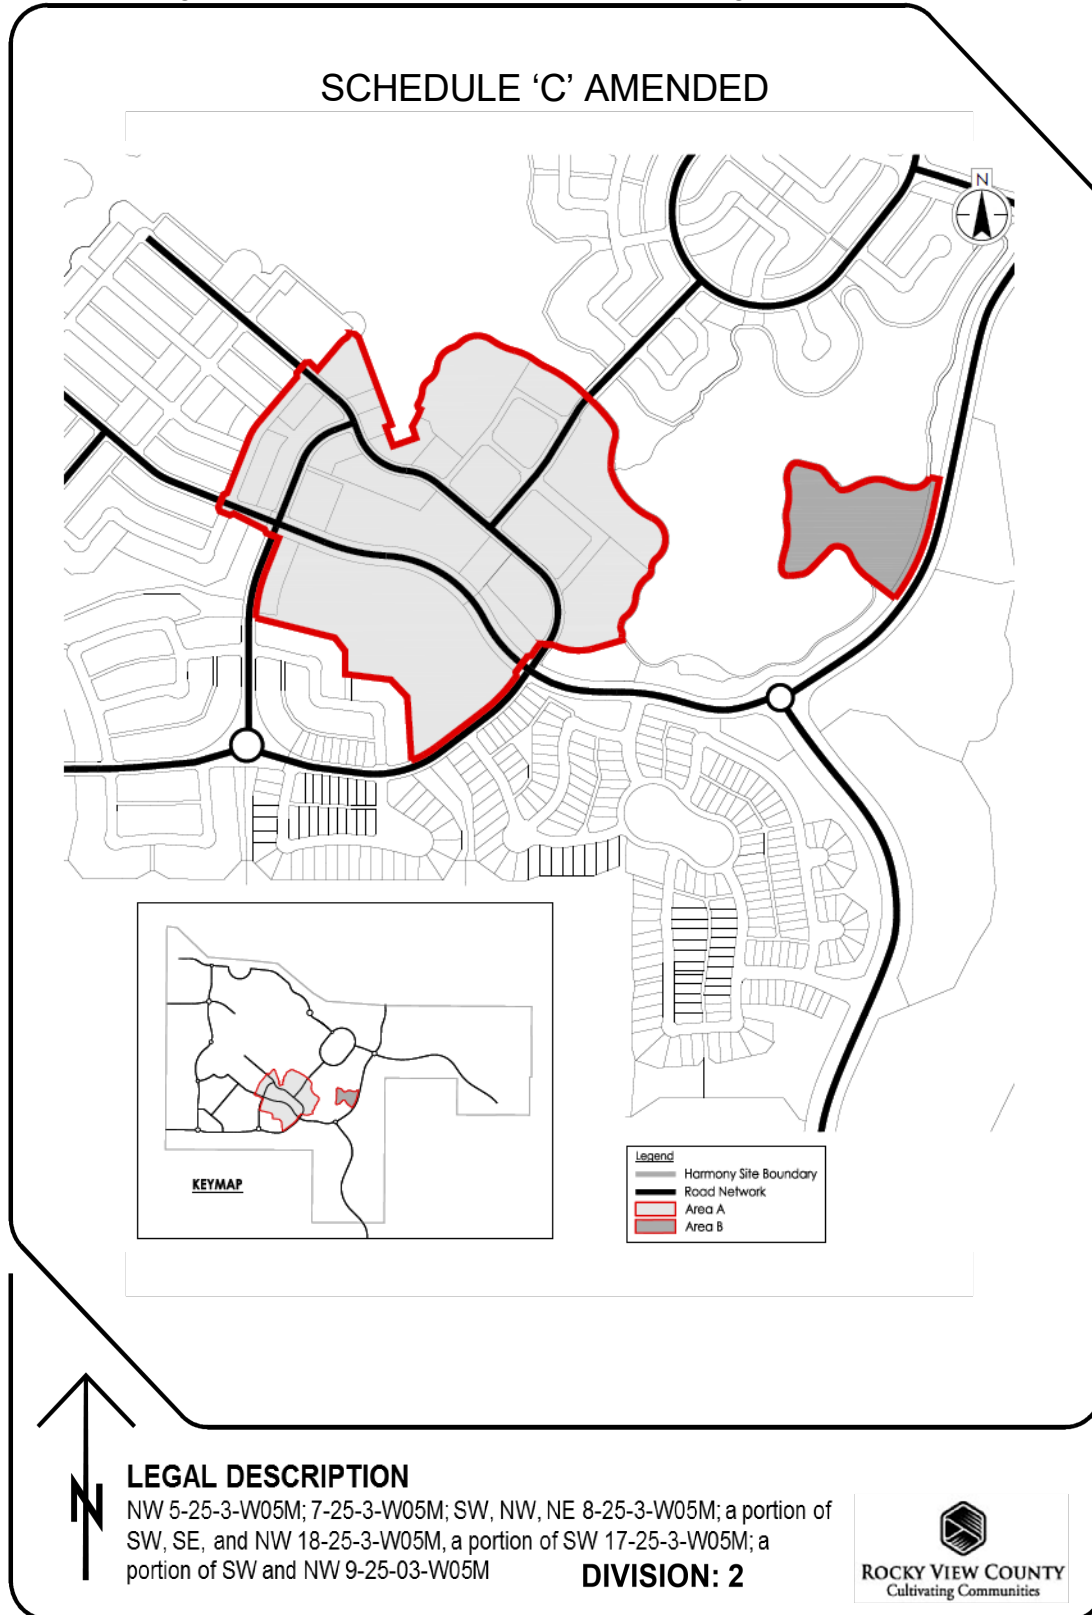 SCHEDULE ‘C’ AMENDED
N
KEYMAP
Legend
Harmony Site Boundary
Road Network
Area A
Area B
N
LEGAL DESCRIPTION
NW 5-25-3-W05M; 7-25-3-W05M; SW, NW, NE 8-25-3-W05M; a portion of
SW, SE, and NW 18-25-3-W05M, a portion of SW 17-25-3-W05M; a
portion of SW and NW 9-25-03-W05M
DIVISION: 2
ROCKY VIEW COUNTY
Cultivating Communities